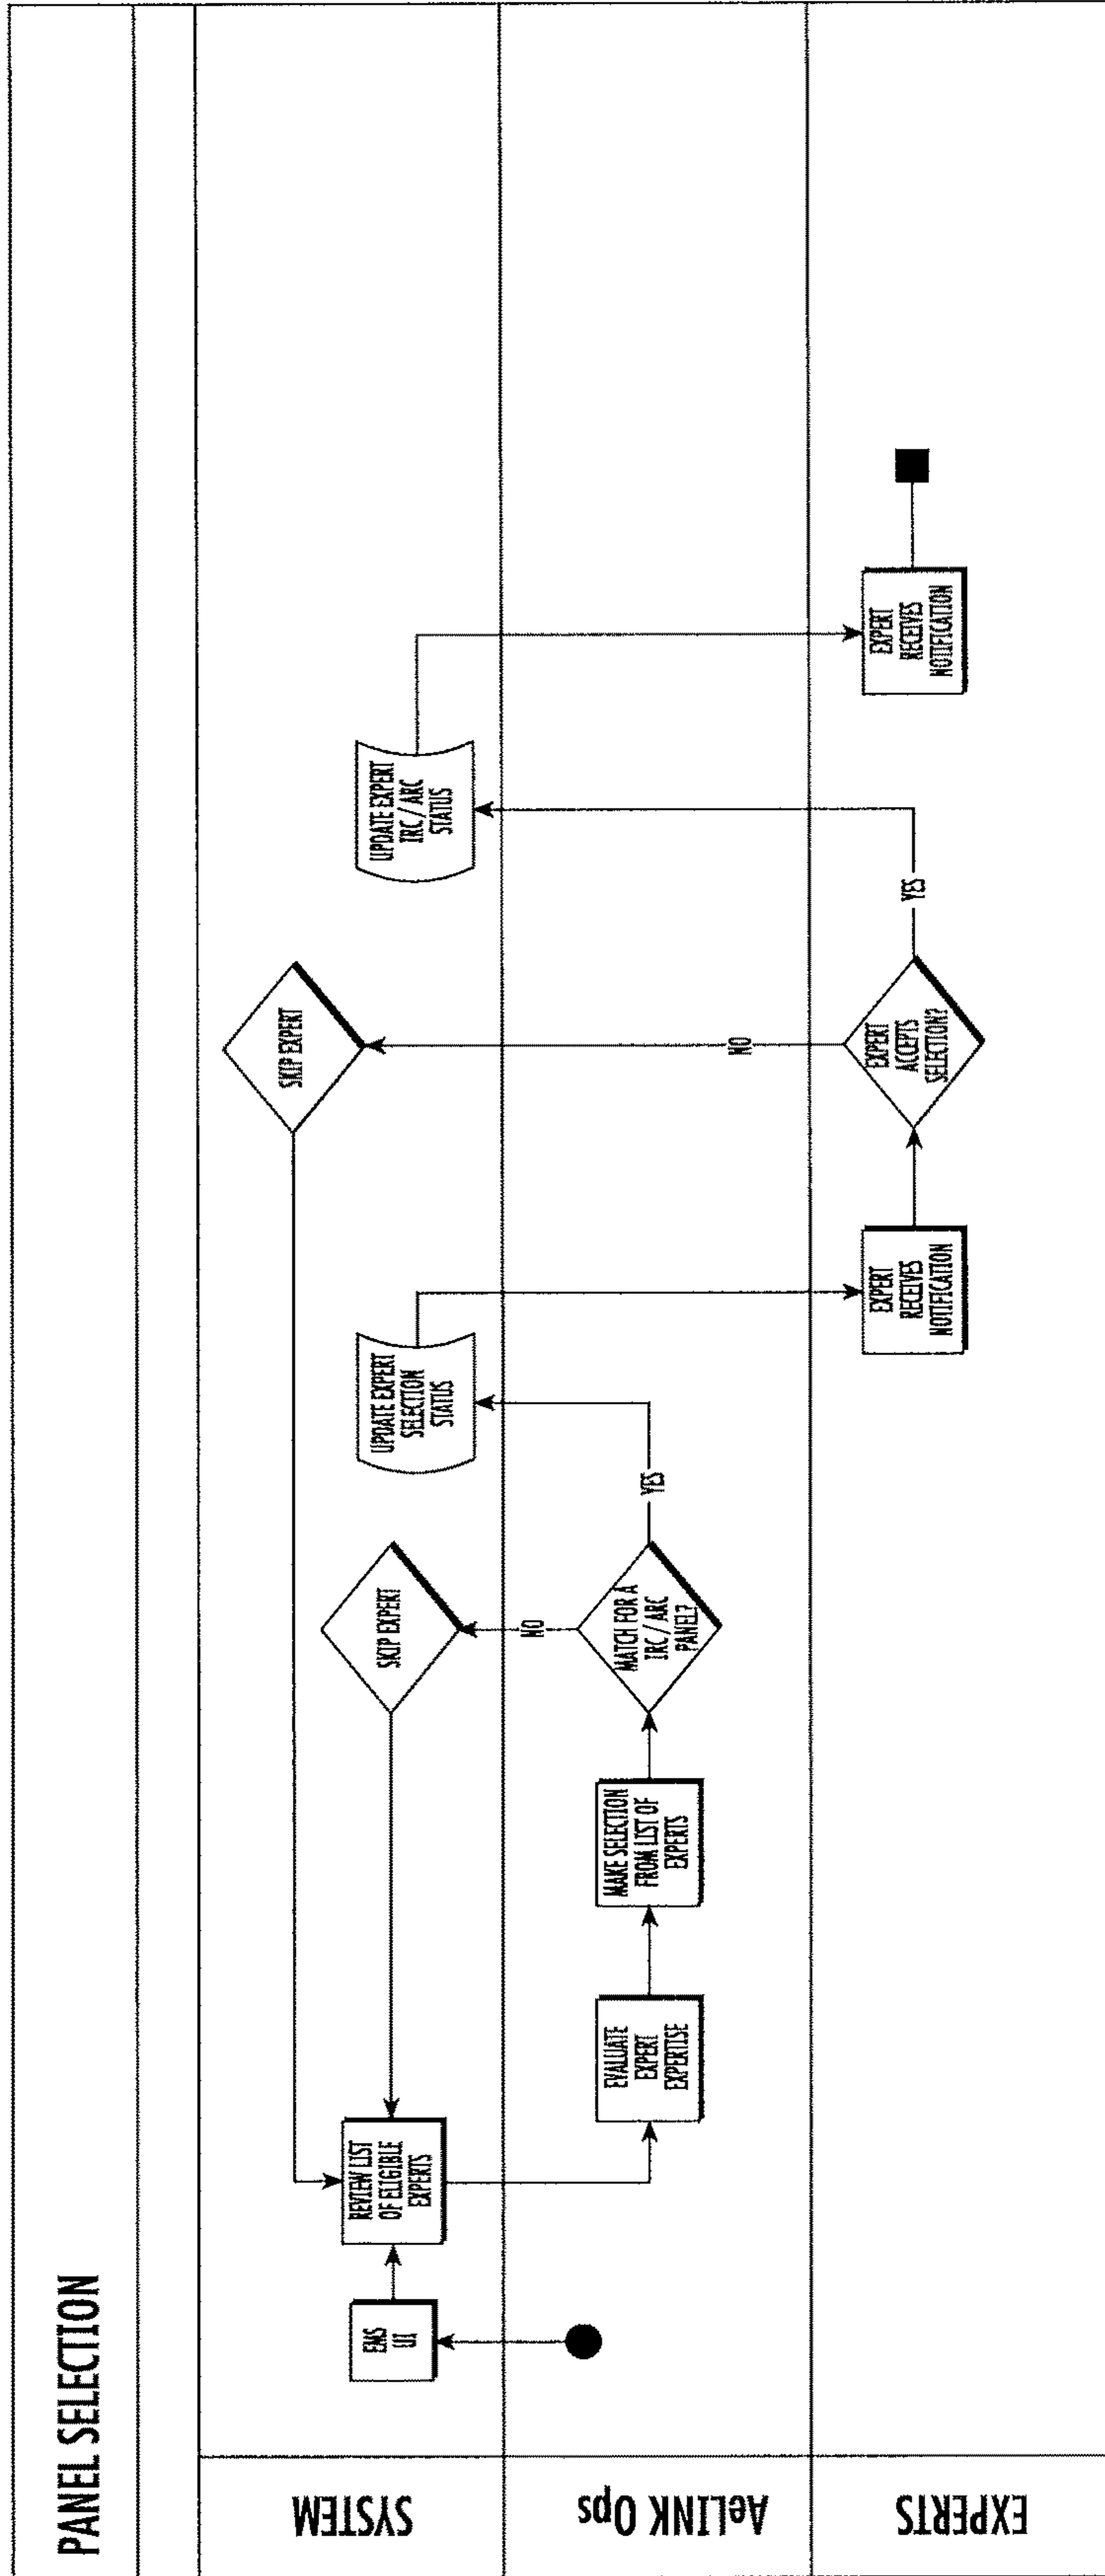 PANEL SELECTION
SYSTEM
EMS
UI
REVIEW LIST
OF ELIGIBLE
EXPERTS
SKIP EXPERT
UPDATE EXPERT
SELECTION
STATUS
SKIP EXPERT
UPDATE EXPERT
IRC / ARC
STATUS
AeLINK Ops
EVALUATE
EXPERT
EXPERTISE
MAKE SELECTION
FROM LIST OF
EXPERTS
MATCH FOR A
IRC / ARC
PANEL?
NO
YES
NO
EXPERTS
EXPERT
RECEIVES
NOTIFICATION
EXPERT
ACCEPTS
SELECTION?
YES
EXPERT
RECEIVES
NOTIFICATION